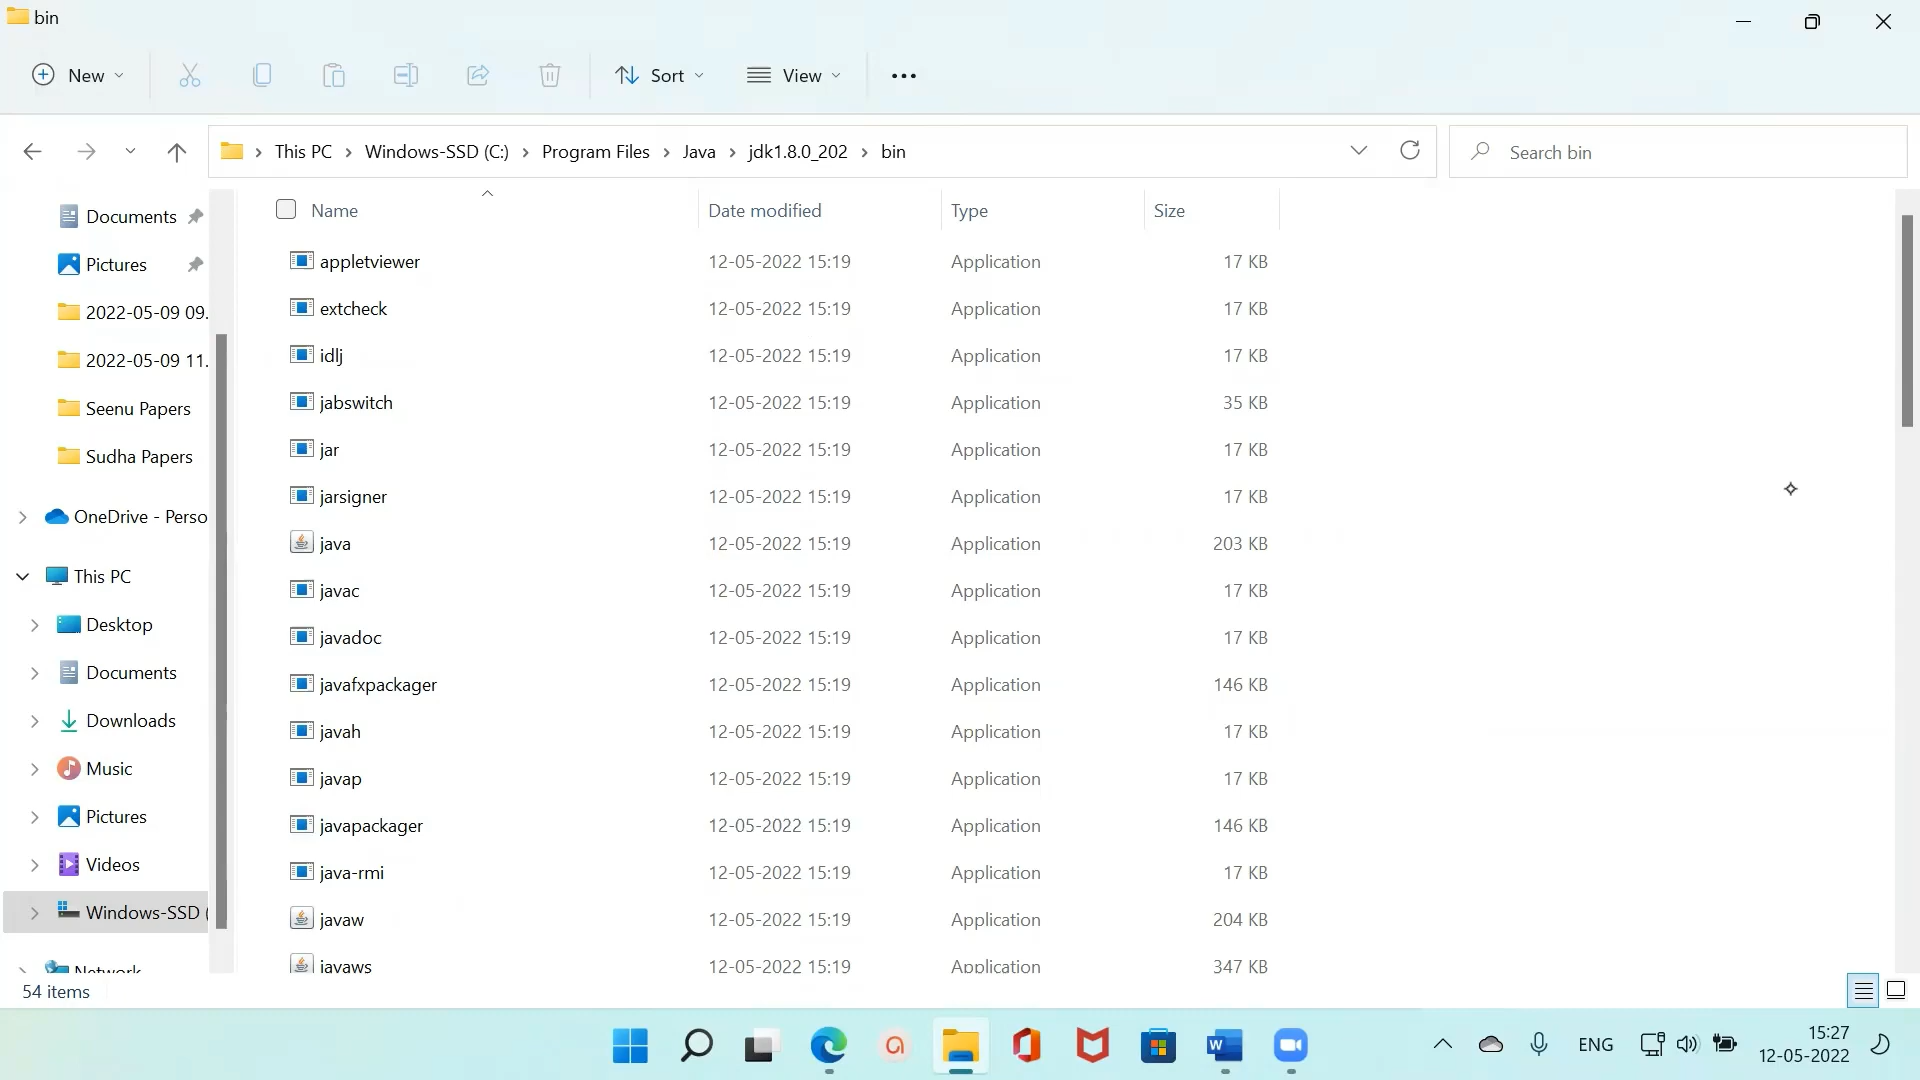 bin
New
Sort
View
This PC
Windows-SSD (C:)
Program Files
Java
jdk1.8.0_202
bin
Search bin
Documents
Pictures
2022-05-09 09.
2022-05-09 11.
Seenu Papers
Sudha Papers
OneDrive - Perso
This PC
Desktop
Documents
Downloads
Music
Pictures
Videos
Windows-SSD (
Network
Name Date modified Type Size
appletviewer 12-05-2022 15:19 Application 17 KB
extcheck 12-05-2022 15:19 Application 17 KB
idlj 12-05-2022 15:19 Application 17 KB
jabswitch 12-05-2022 15:19 Application 35 KB
jar 12-05-2022 15:19 Application 17 KB
jarsigner 12-05-2022 15:19 Application 17 KB
java 12-05-2022 15:19 Application 203 KB
javac 12-05-2022 15:19 Application 17 KB
javadoc 12-05-2022 15:19 Application 17 KB
javafxpackager 12-05-2022 15:19 Application 146 KB
javah 12-05-2022 15:19 Application 17 KB
javap 12-05-2022 15:19 Application 17 KB
javapackager 12-05-2022 15:19 Application 146 KB
java-rmi 12-05-2022 15:19 Application 17 KB
javaw 12-05-2022 15:19 Application 204 KB
javaws 12-05-2022 15:19 Application 347 KB
54 items
ENG
15:27
12-05-2022